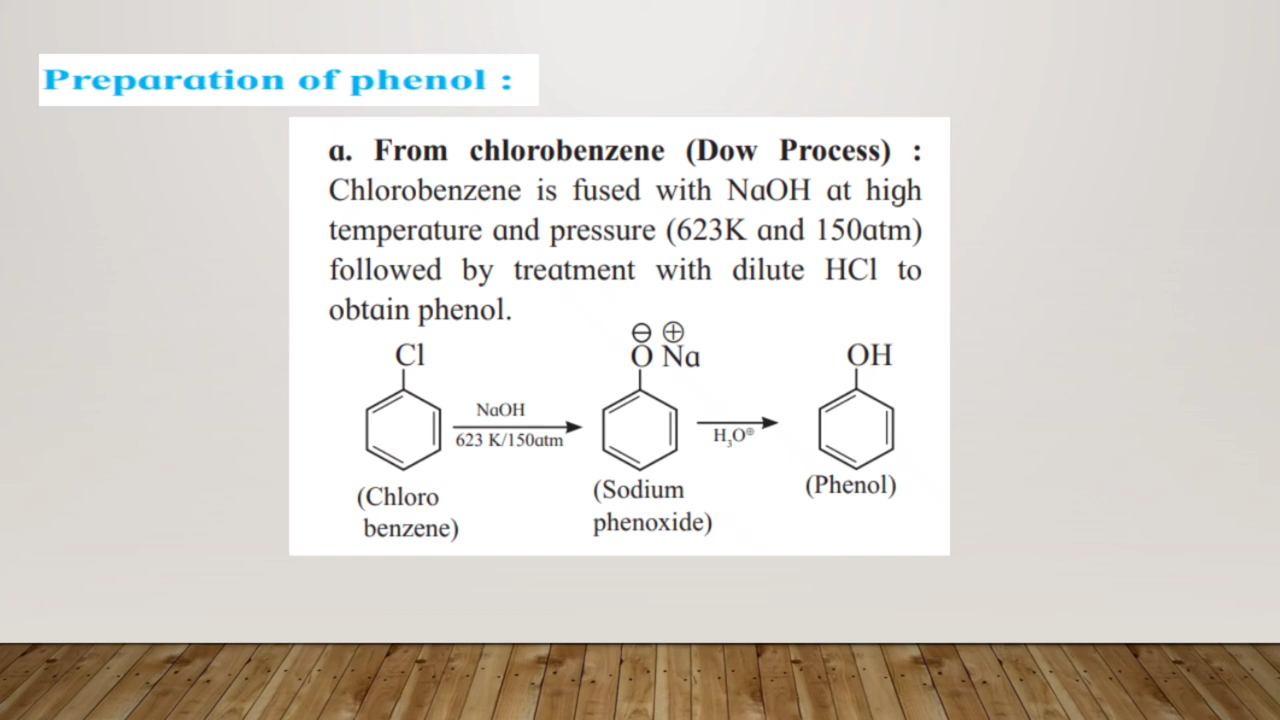 Preparation of phenol :
a. From chlorobenzene (Dow Process) :
Chlorobenzene is fused with NaOH at high
temperature and pressure (623K and 150atm)
followed by treatment with dilute HCl to
obtain phenol.
⊖ ⊕
Cl O Na OH
NaOH
623 K/150atm H₃O⊕
(Chloro
benzene)
(Sodium
phenoxide)
(Phenol)